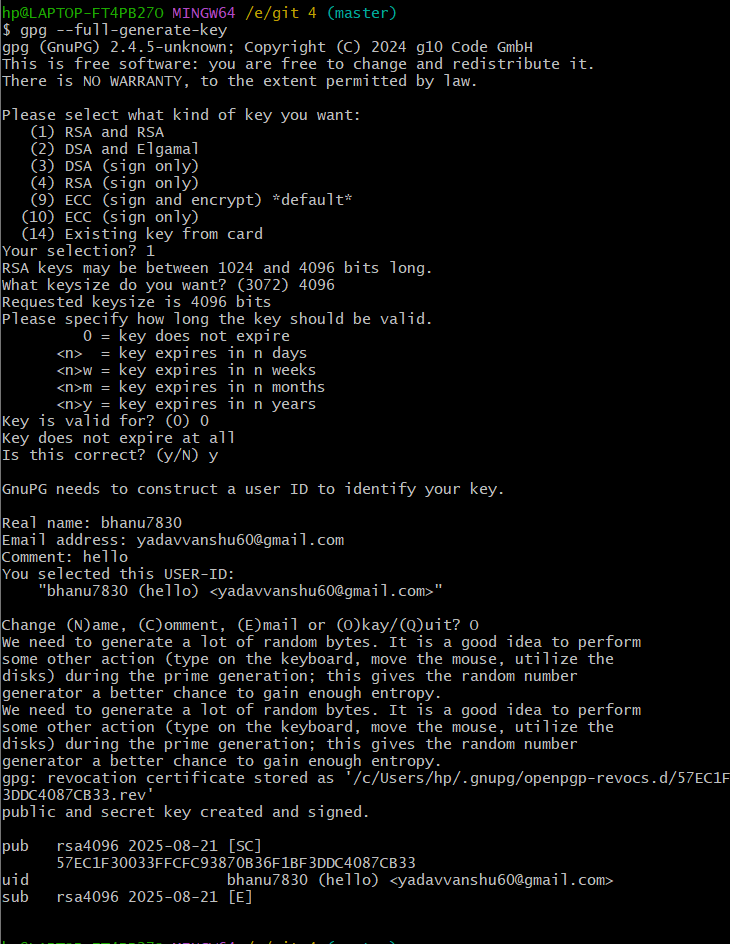 hp@LAPTOP-FT4PB27O MINGW64 /e/git 4 (master)
$ gpg --full-generate-key
gpg (GnuPG) 2.4.5-unknown; Copyright (C) 2024 g10 Code GmbH
This is free software: you are free to change and redistribute it.
There is NO WARRANTY, to the extent permitted by law.

Please select what kind of key you want:
   (1) RSA and RSA
   (2) DSA and Elgamal
   (3) DSA (sign only)
   (4) RSA (sign only)
   (9) ECC (sign and encrypt) *default*
  (10) ECC (sign only)
  (14) Existing key from card
Your selection? 1
RSA keys may be between 1024 and 4096 bits long.
What keysize do you want? (3072) 4096
Requested keysize is 4096 bits
Please specify how long the key should be valid.
         0 = key does not expire
      <n>  = key expires in n days
      <n>w = key expires in n weeks
      <n>m = key expires in n months
      <n>y = key expires in n years
Key is valid for? (0) 0
Key does not expire at all
Is this correct? (y/N) y

GnuPG needs to construct a user ID to identify your key.

Real name: bhanu7830
Email address: yadavvanshu60@gmail.com
Comment: hello
You selected this USER-ID:
    "bhanu7830 (hello) <yadavvanshu60@gmail.com>"

Change (N)ame, (C)omment, (E)mail or (O)kay/(Q)uit? O
We need to generate a lot of random bytes. It is a good idea to perform
some other action (type on the keyboard, move the mouse, utilize the
disks) during the prime generation; this gives the random number
generator a better chance to gain enough entropy.
We need to generate a lot of random bytes. It is a good idea to perform
some other action (type on the keyboard, move the mouse, utilize the
disks) during the prime generation; this gives the random number
generator a better chance to gain enough entropy.
gpg: revocation certificate stored as '/c/Users/hp/.gnupg/openpgp-revocs.d/57EC1F
3DDC4087CB33.rev'
public and secret key created and signed.

pub   rsa4096 2025-08-21 [SC]
      57EC1F30033FFCFC93870B36F1BF3DDC4087CB33
uid                      bhanu7830 (hello) <yadavvanshu60@gmail.com>
sub   rsa4096 2025-08-21 [E]